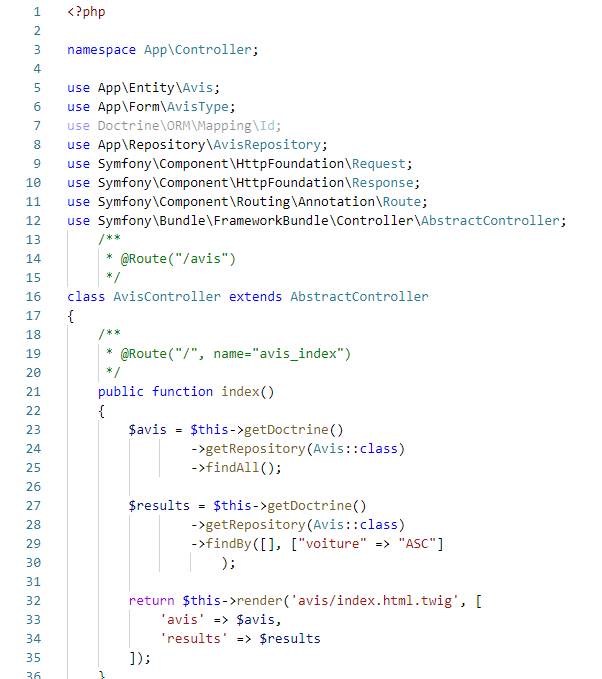 1 <?php
2
3 namespace App\Controller;
4
5 use App\Entity\Avis;
6 use App\Form\AvisType;
7 use Doctrine\ORM\Mapping\Id;
8 use App\Repository\AvisRepository;
9 use Symfony\Component\HttpFoundation\Request;
10 use Symfony\Component\HttpFoundation\Response;
11 use Symfony\Component\Routing\Annotation\Route;
12 use Symfony\Bundle\FrameworkBundle\Controller\AbstractController;
13     /**
14      * @Route("/avis")
15      */
16 class AvisController extends AbstractController
17 {
18     /**
19      * @Route("/", name="avis_index")
20      */
21     public function index()
22     {
23         $avis = $this->getDoctrine()
24                 ->getRepository(Avis::class)
25                 ->findAll();
26
27         $results = $this->getDoctrine()
28                 ->getRepository(Avis::class)
29                 ->findBy([], ["voiture" => "ASC"]
30                     );
31
32         return $this->render('avis/index.html.twig', [
33             'avis' => $avis,
34             'results' => $results
35         ]);
36     }